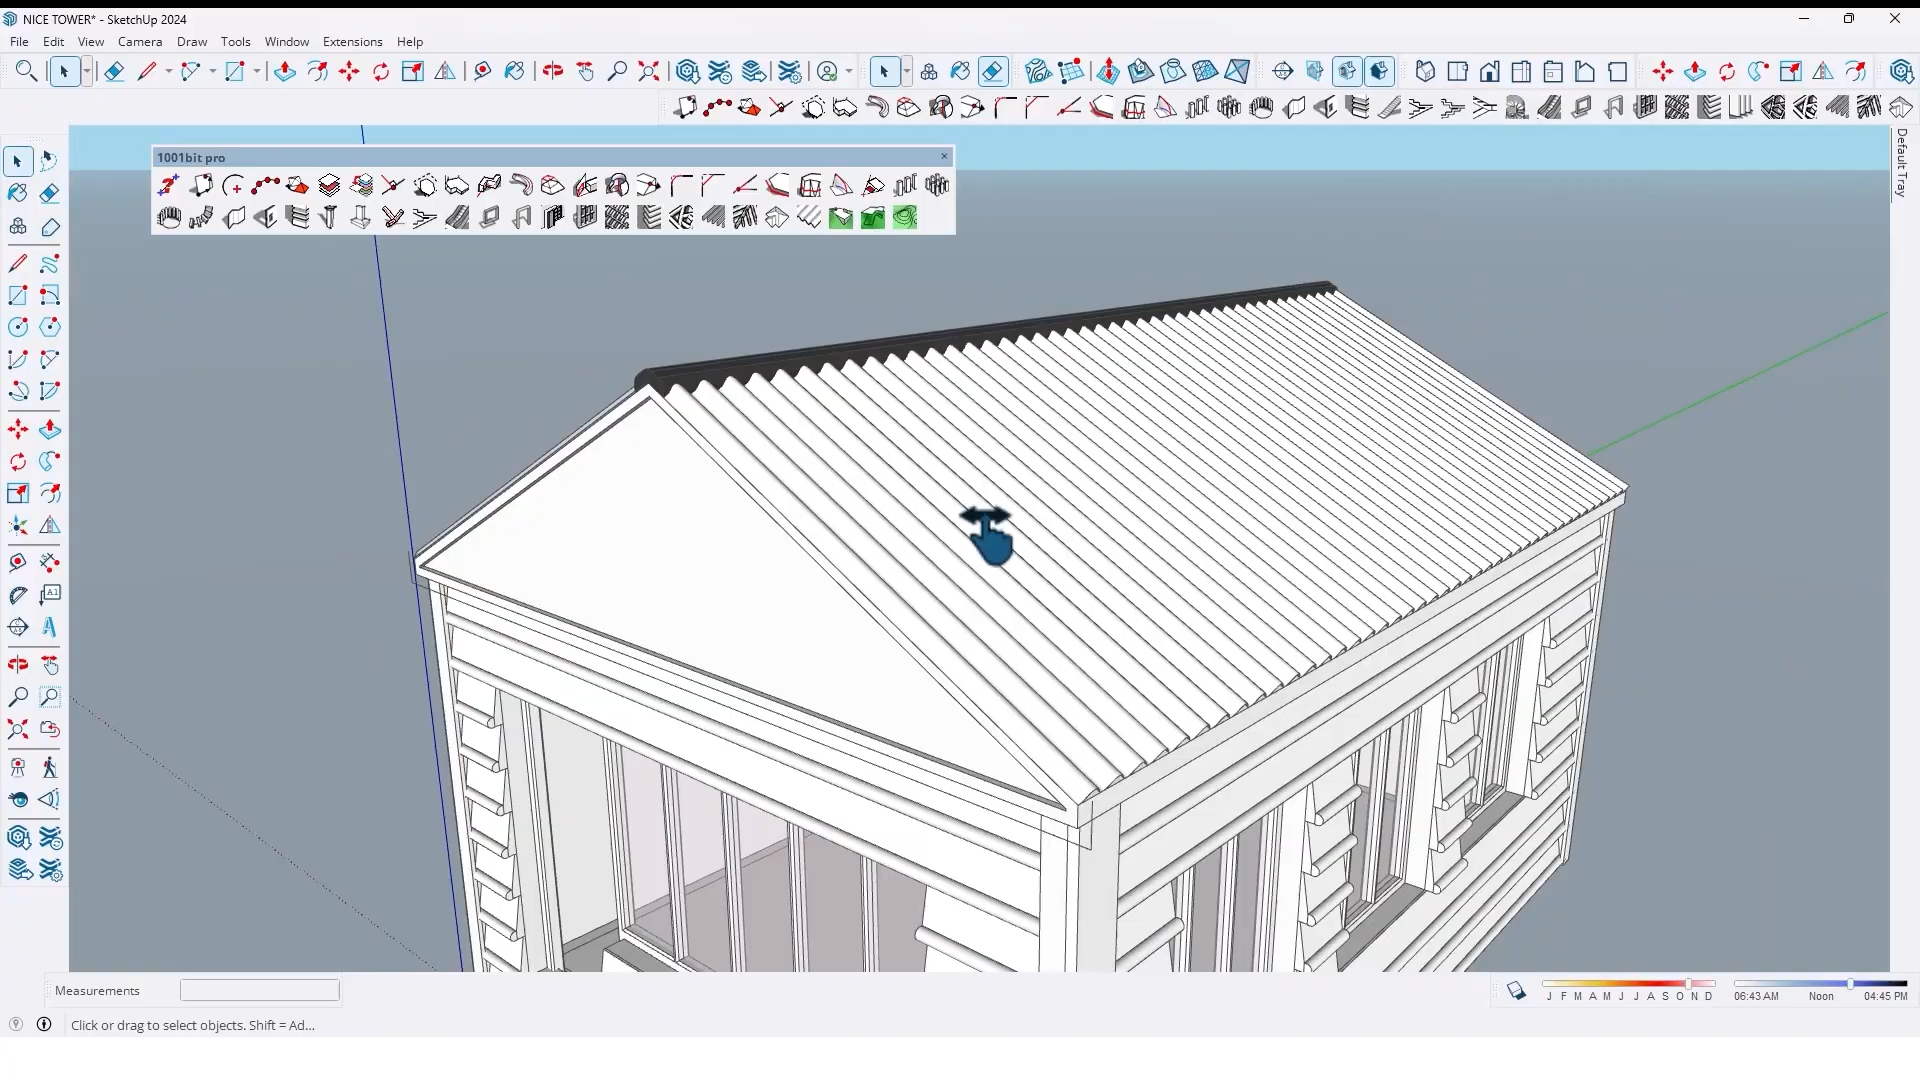 NICE TOWER* - SketchUp 2024
File Edit View Camera Draw Tools Window Extensions Help
Default Tray
1001bit pro
A1
Measurements
J F M A M J J A S O N D
06:43 AM Noon 04:45 PM
Click or drag to select objects. Shift = Ad...